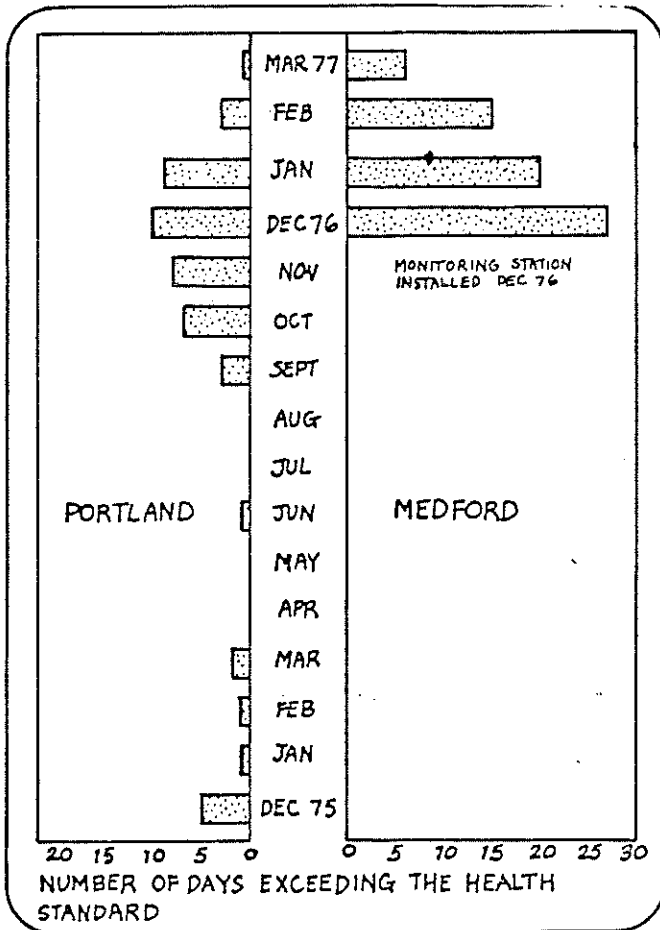 MAR 77
FEB
JAN
DEC 76
NOV
MONITORING STATION
INSTALLED DEC 76
OCT
SEPT
AUG
JUL
PORTLAND JUN MEDFORD
MAY
APR
MAR
FEB
JAN
DEC 75
20 15 10 5 0 0 5 10 15 20 25 30
NUMBER OF DAYS EXCEEDING THE HEALTH
STANDARD